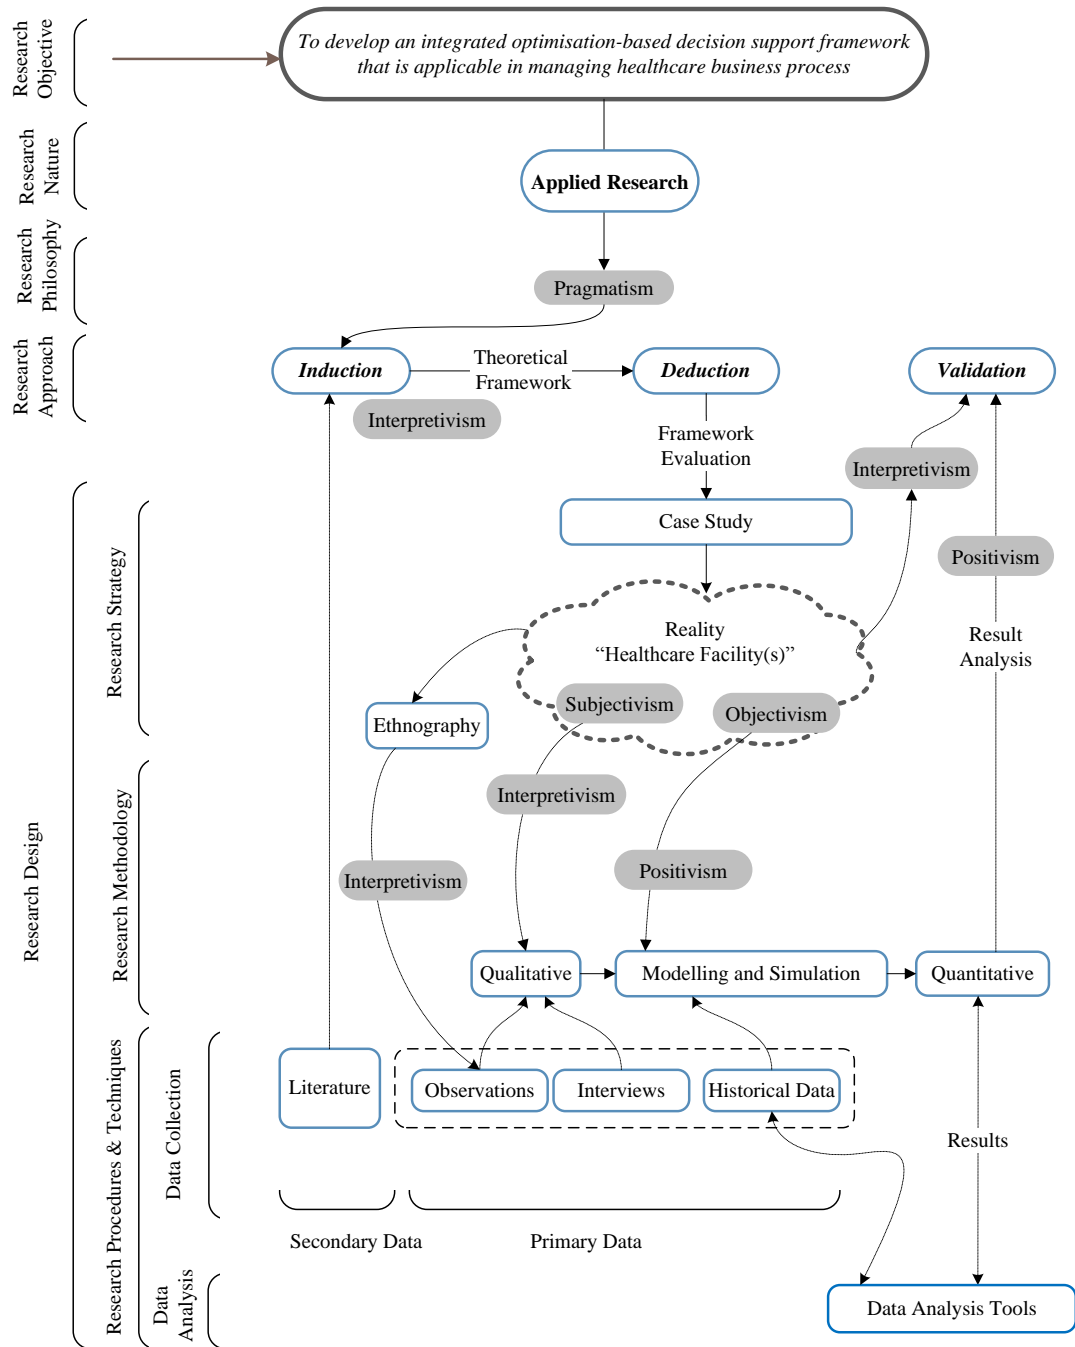 Research
Objective
To develop an integrated optimisation-based decision support framework
that is applicable in managing healthcare business process
Research
Nature
Applied Research
Research
Philosophy
Pragmatism
Research
Approach
Induction
Theoretical
Framework
Deduction
Validation
Interpretivism
Framework
Evaluation
Interpretivism
Research Design
Research Strategy
Case Study
Positivism
Reality
“Healthcare Facility(s)”
Result
Analysis
Subjectivism
Objectivism
Ethnography
Research Methodology
Interpretivism
Interpretivism
Positivism
Qualitative
Modelling and Simulation
Quantitative
Research Procedures & Techniques
Data Collection
Literature
Observations
Interviews
Historical Data
Results
Secondary Data
Primary Data
Data
Analysis
Data Analysis Tools